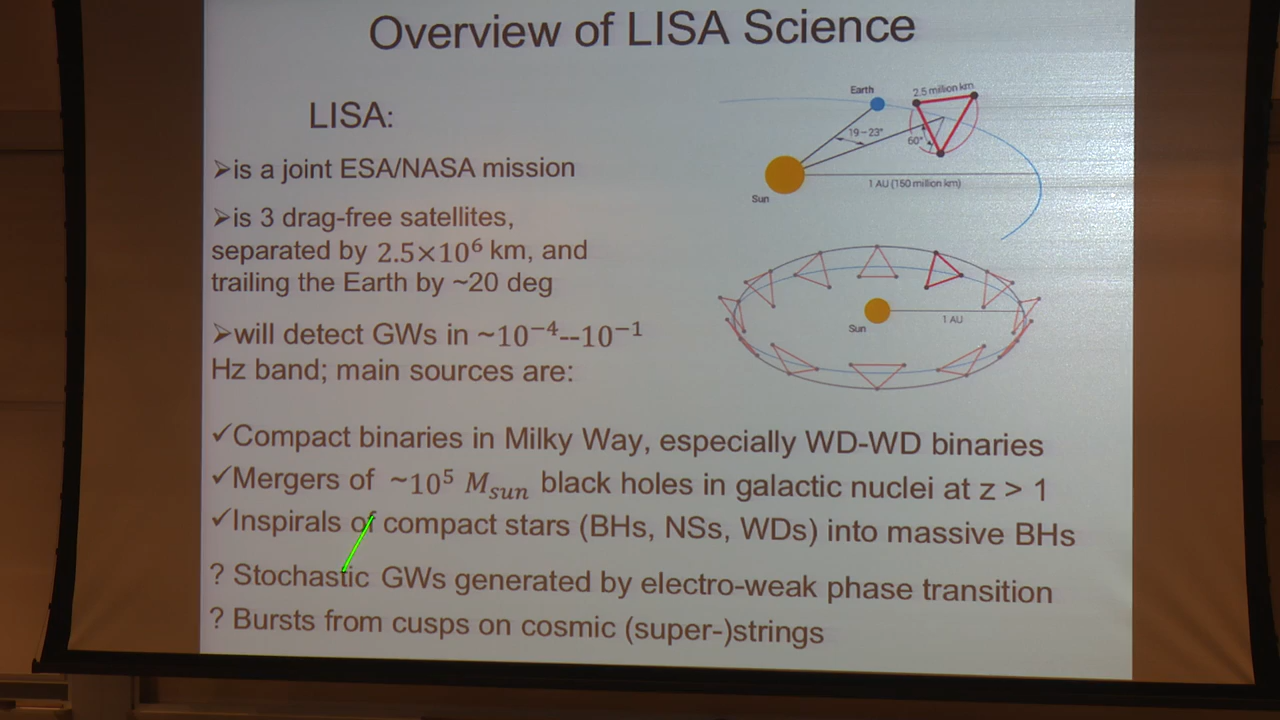 Overview of LISA Science
LISA:
➢is a joint ESA/NASA mission
➢is 3 drag-free satellites,
separated by 2.5×10⁶ km, and
trailing the Earth by ~20 deg
➢will detect GWs in ~10⁻⁴--10⁻¹
Hz band; main sources are:
Earth
2.5 million km
19 – 23°
60°
1 AU (150 million km)
Sun
Sun
1 AU
✓Compact binaries in Milky Way, especially WD-WD binaries
✓Mergers of ~10⁵ M_sun black holes in galactic nuclei at z > 1
✓Inspirals of compact stars (BHs, NSs, WDs) into massive BHs
? Stochastic GWs generated by electro-weak phase transition
? Bursts from cusps on cosmic (super-)strings